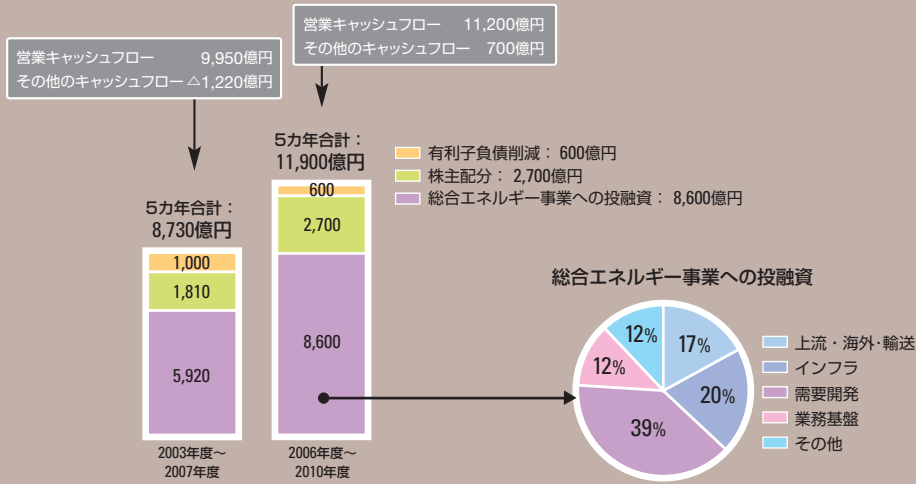 営業キャッシュフロー 9,950億円
その他のキャッシュフロー △1,220億円
営業キャッシュフロー 11,200億円
その他のキャッシュフロー 700億円
5カ年合計：
8,730億円
1,000
1,810
5,920
2003年度～
2007年度
5カ年合計：
11,900億円
600
2,700
8,600
2006年度～
2010年度
有利子負債削減： 600億円
株主配分： 2,700億円
総合エネルギー事業への投融資： 8,600億円
総合エネルギー事業への投融資
12%
17%
12%
20%
39%
上流・海外・輸送
インフラ
需要開発
業務基盤
その他